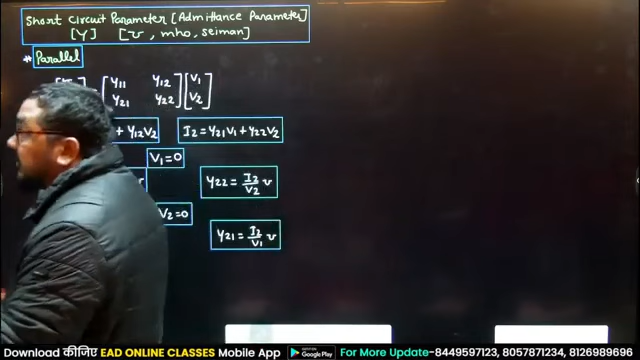 Short Circuit Parameter [Admittance Parameter]
[Y] [℧, mho, seiman]
* Parallel
[Y11 Y12
Y21 Y22] [V1
V2]
+ Y12V2 I2 = Y21V1 + Y22V2
V1=0
Y22 = I2/V2 ℧
V2=0
Y21 = I2/V1 ℧
Download कीजिए EAD ONLINE CLASSES Mobile App GET IT ON Google Play For More Update-8449597123, 8057871234, 8126989696